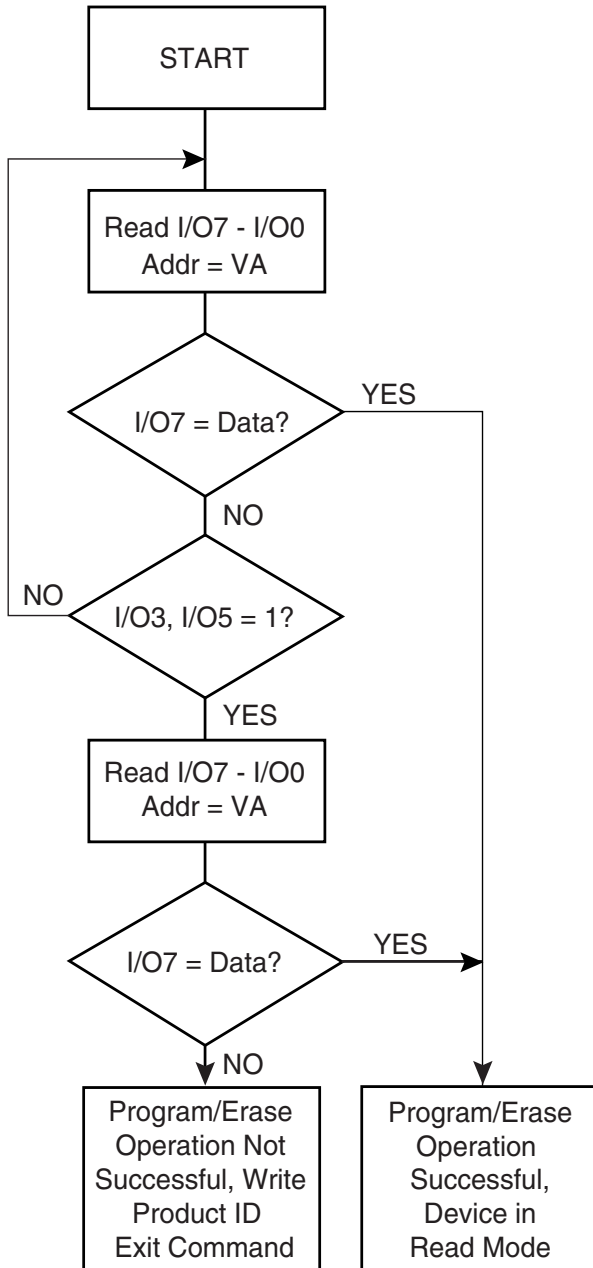 START
Read I/O7 - I/O0
Addr = VA
YES
I/O7 = Data?
NO
NO
I/O3, I/O5 = 1?
YES
Read I/O7 - I/O0
Addr = VA
YES
I/O7 = Data?
NO
Program/Erase
Operation Not
Successful, Write
Product ID
Exit Command
Program/Erase
Operation
Successful,
Device in
Read Mode